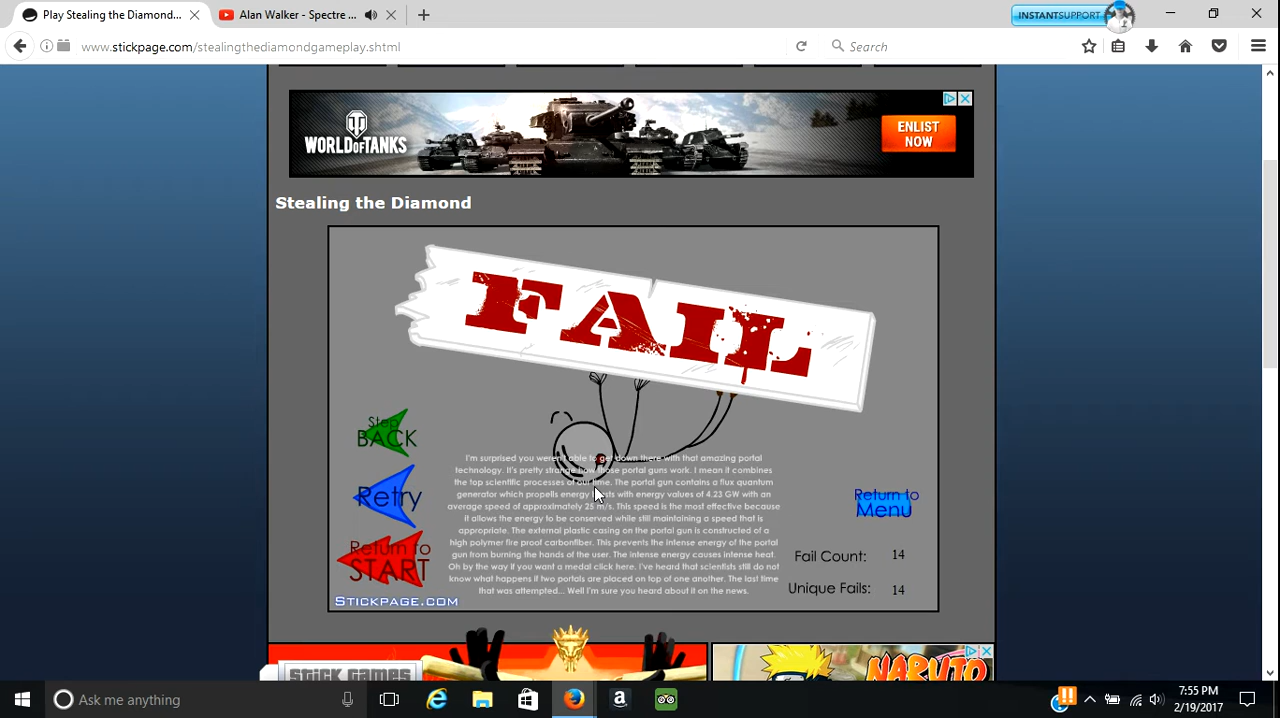 Play Stealing the Diamond...
Alan Walker - Spectre ...
INSTANTSUPPORT
www.stickpage.com/stealingthediamondgameplay.shtml
Search
WORLD OF TANKS
ENLIST
NOW
Stealing the Diamond
FAIL
Step
BACK
Retry
Return to
START
I'm surprised you weren't able to get down there with that amazing portal
technology. It's pretty strange how those portal guns work. I mean it combines
the top scientific processes of our time. The portal gun contains a flux quantum
generator which propells energy with energy values of 4.23 GW with an
average speed of approximately 25 m/s. This speed is the most effective because
it allows the energy to be conserved while still maintaining a speed that is
appropriate. The external plastic casing on the portal gun is constructed of a
high polymer fire proof carbonfiber. This prevents the intense energy of the portal
gun from burning the hands of the user. The intense energy causes intense heat.
Oh by the way if you want a medal click here. I've heard that scientists still do not
know what happens if two portals are placed on top of one another. The last time
that was attempted... Well I'm sure you heard about it on the news.
Return to
Menu
Fail Count: 14
Unique Fails: 14
STICKPAGE.COM
STICK GAMES
NARUTO
Ask me anything
7:55 PM
2/19/2017